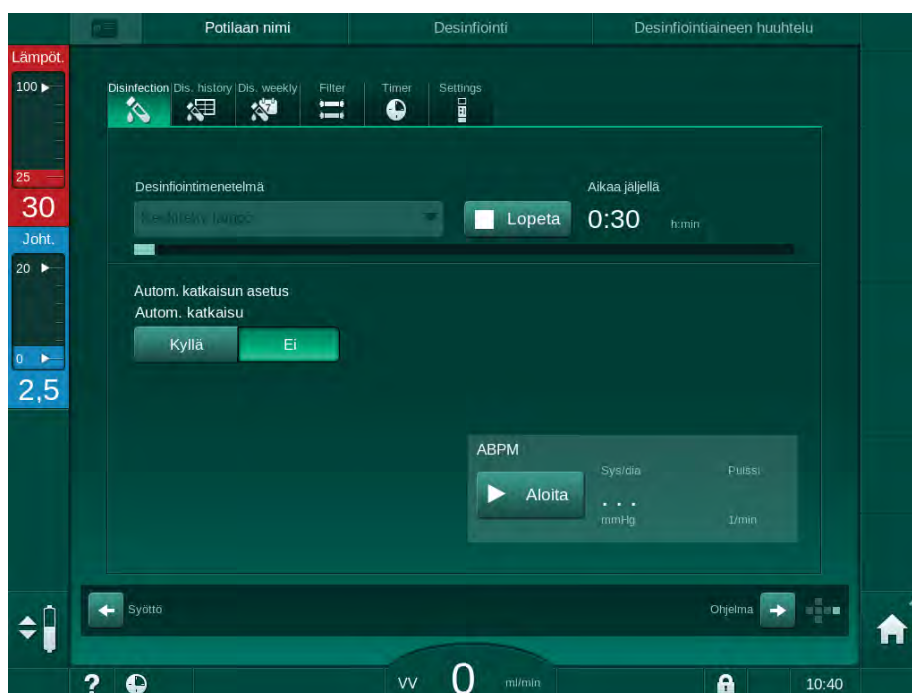 Potilaan nimi Desinfiointi Desinfiointiaineen huuhtelu
Lämpöt.
100
Disinfection Dis. history Dis. weekly Filter Timer Settings
7
25
30
Desinfiointimenetelmä Aikaa jäljellä
Lopeta 0:30 h:min
Joht.
20
Autom. katkaisun asetus
Autom. katkaisu
Kyllä Ei
0
2,5
ABPM
Sys/dia Pulssi
Aloita ...
mmHg 1/min
Syöttö Ohjelma
? VV 0 ml/min 10:40